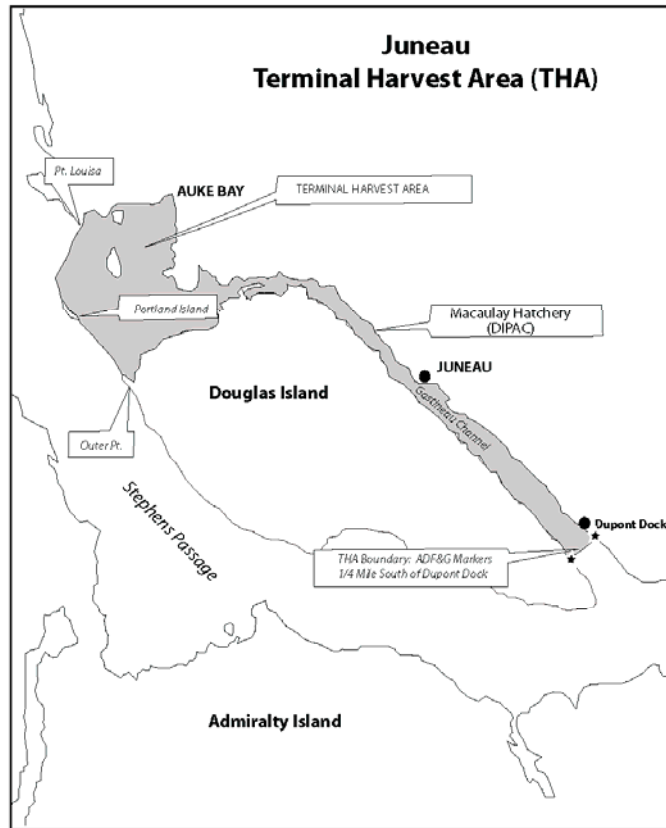 Juneau
Terminal Harvest Area (THA)
Pt. Louisa
AUKE BAY
TERMINAL HARVEST AREA
Portland Island
Macaulay Hatchery
(DIPAC)
JUNEAU
Douglas Island
Gastineau Channel
Outer Pt.
Stephens Passage
Dupont Dock
THA Boundary: ADF&G Markers
1/4 Mile South of Dupont Dock
Admiralty Island